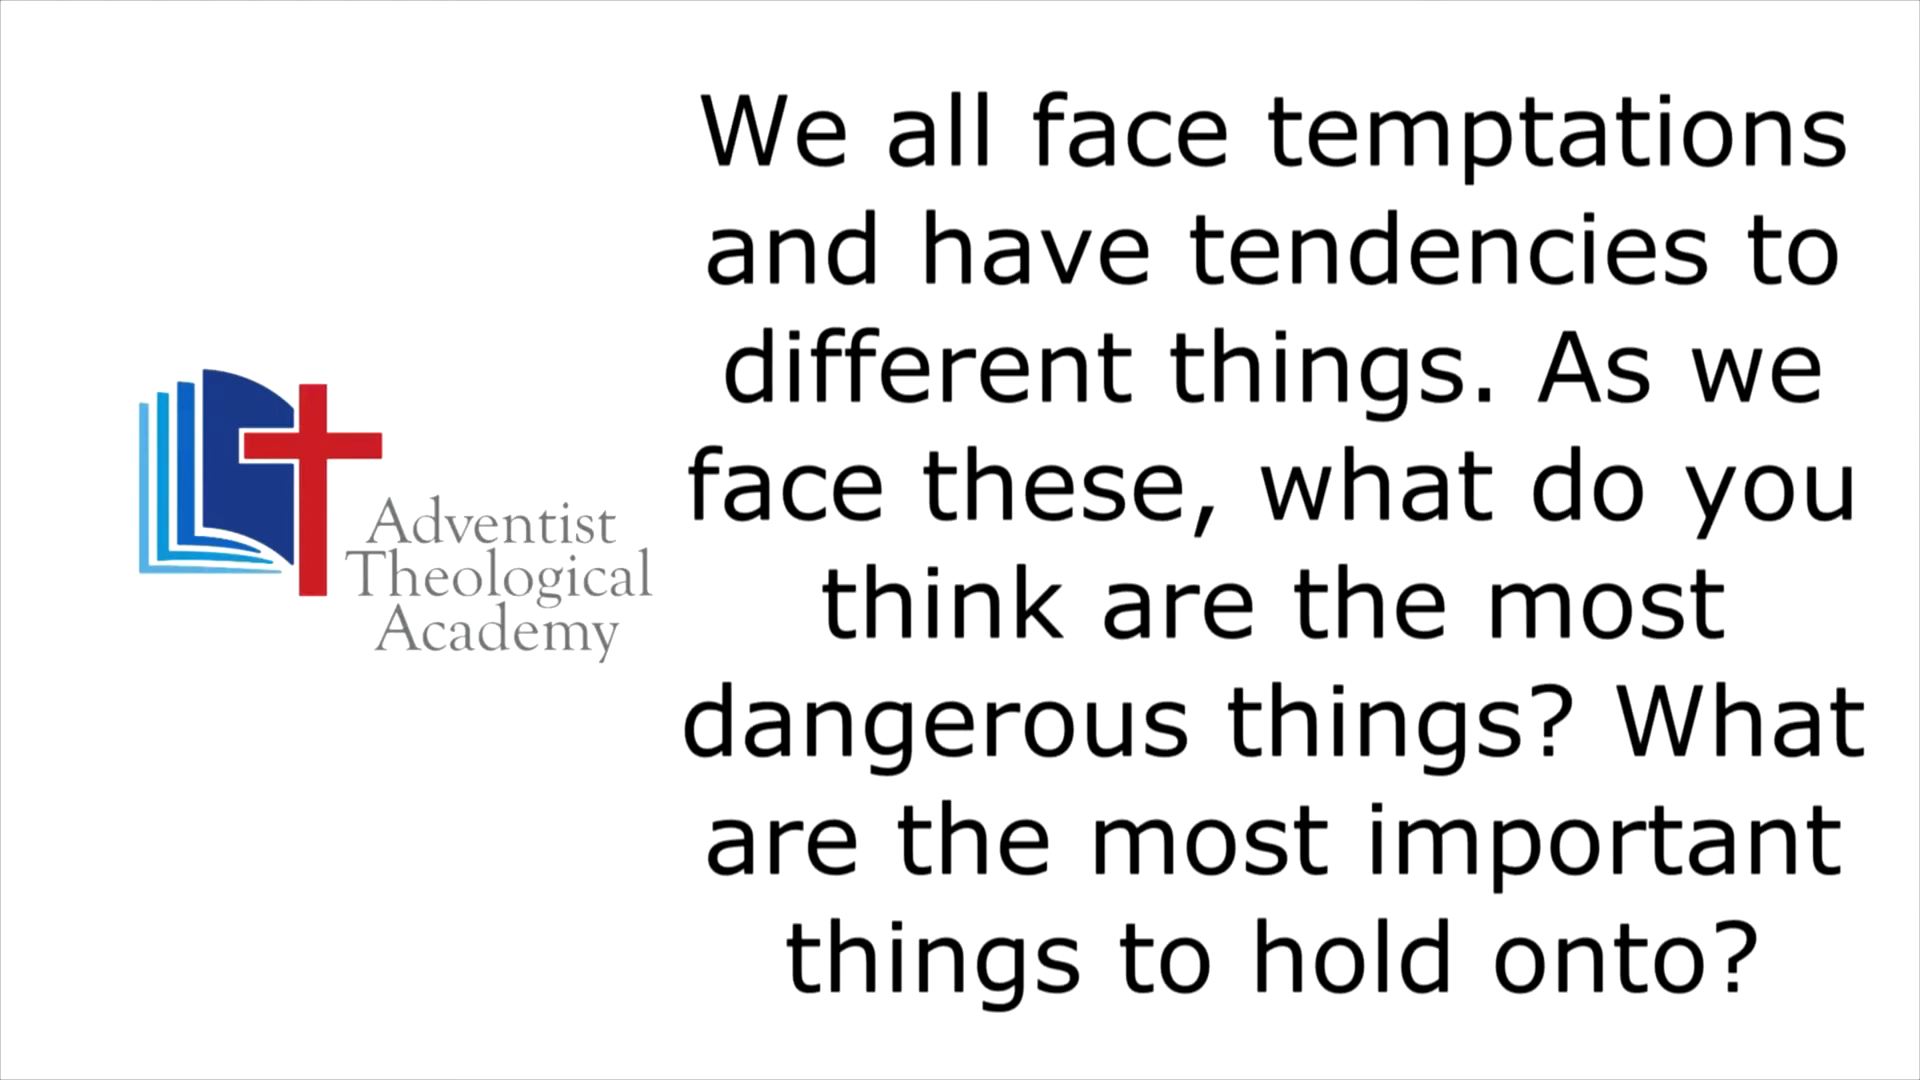 Adventist
Theological
Academy
We all face temptations
and have tendencies to
different things. As we
face these, what do you
think are the most
dangerous things? What
are the most important
things to hold onto?